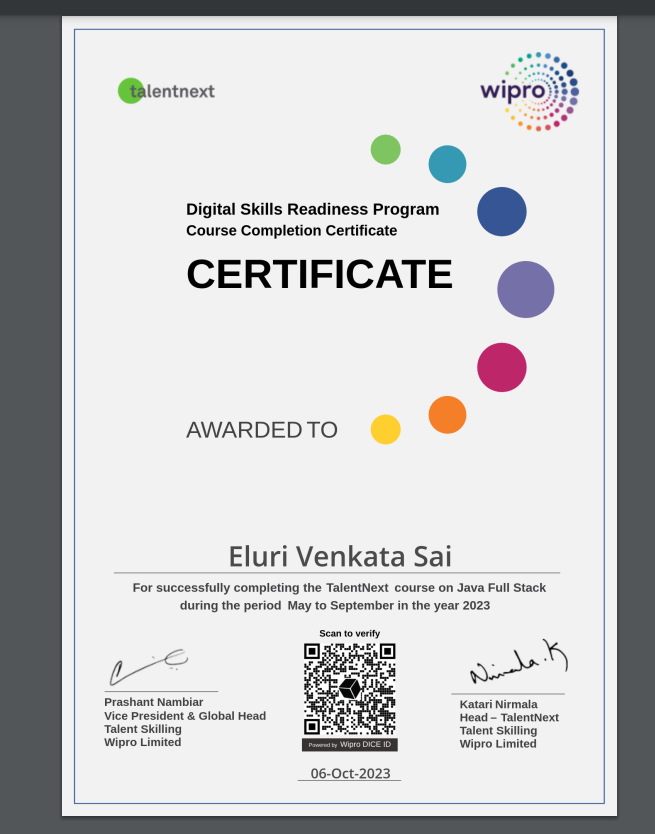 talentnext
wipro
Digital Skills Readiness Program
Course Completion Certificate
CERTIFICATE
AWARDED TO
Eluri Venkata Sai
For successfully completing the TalentNext course on Java Full Stack
during the period May to September in the year 2023
Scan to verify
Nirmala.K
Prashant Nambiar
Vice President & Global Head
Talent Skilling
Wipro Limited
Powered by Wipro DICE ID
Katari Nirmala
Head – TalentNext
Talent Skilling
Wipro Limited
06-Oct-2023